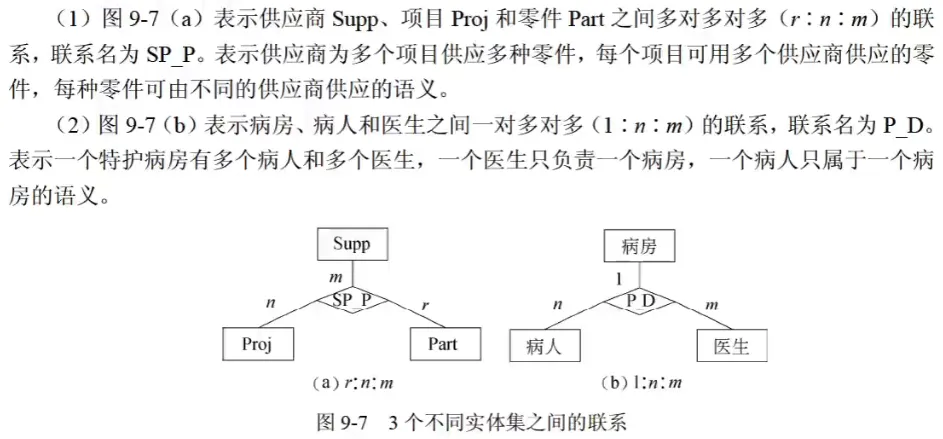 （1）图 9-7（a）表示供应商 Supp、项目 Proj 和零件 Part 之间多对多对多（r∶n∶m）的联
系，联系名为 SP_P。表示供应商为多个项目供应多种零件，每个项目可用多个供应商供应的零
件，每种零件可由不同的供应商供应的语义。
（2）图 9-7（b）表示病房、病人和医生之间一对多对多（1∶n∶m）的联系，联系名为 P_D。
表示一个特护病房有多个病人和多个医生，一个医生只负责一个病房，一个病人只属于一个病
房的语义。
Supp 病房
m 1
n SP_P r n P_D m
Proj Part 病人 医生
（a）r∶n∶m （b）1∶n∶m
图 9-7 3 个不同实体集之间的联系